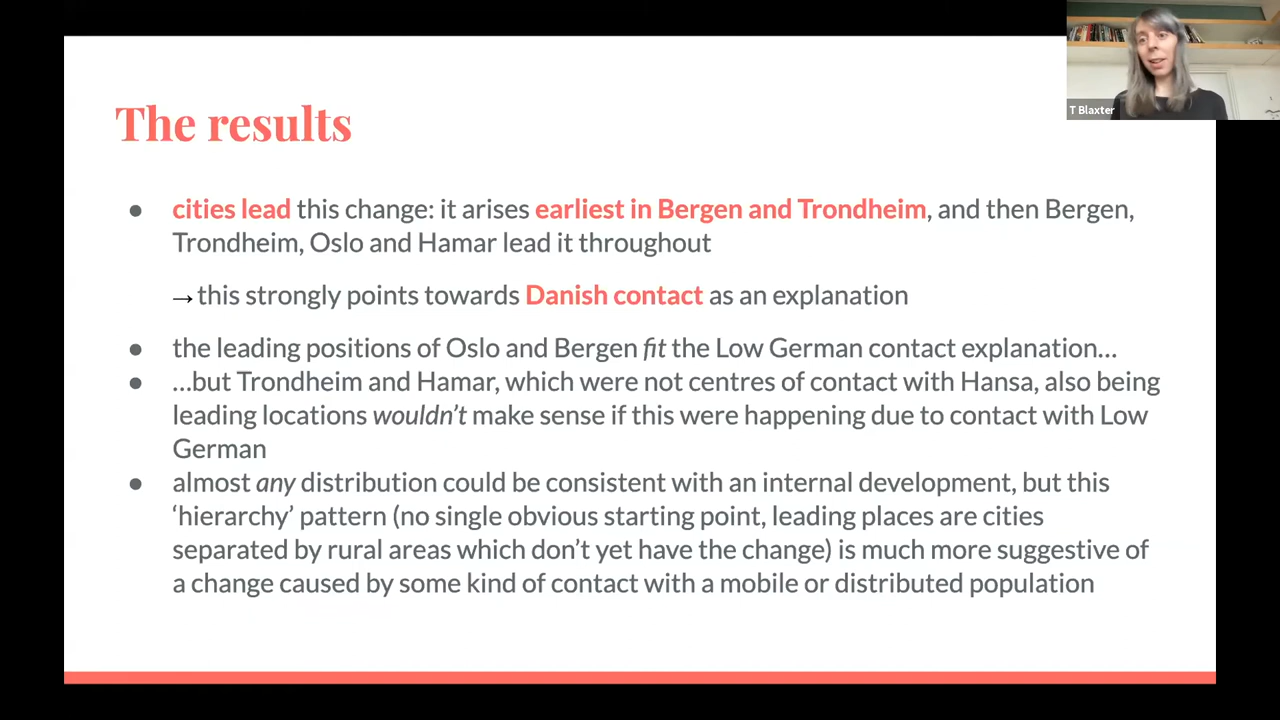 T Blaxter
The results
● cities lead this change: it arises earliest in Bergen and Trondheim, and then Bergen,
Trondheim, Oslo and Hamar lead it throughout
→this strongly points towards Danish contact as an explanation
● the leading positions of Oslo and Bergen fit the Low German contact explanation...
● ...but Trondheim and Hamar, which were not centres of contact with Hansa, also being
leading locations wouldn't make sense if this were happening due to contact with Low
German
● almost any distribution could be consistent with an internal development, but this
‘hierarchy’ pattern (no single obvious starting point, leading places are cities
separated by rural areas which don't yet have the change) is much more suggestive of
a change caused by some kind of contact with a mobile or distributed population